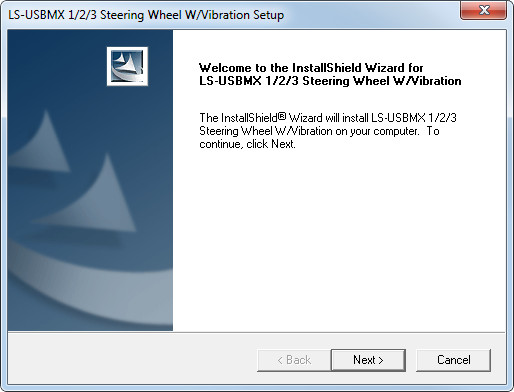 LS-USBMX 1/2/3 Steering Wheel W/Vibration Setup
Welcome to the InstallShield Wizard for
LS-USBMX 1/2/3 Steering Wheel W/Vibration
The InstallShield® Wizard will install LS-USBMX 1/2/3
Steering Wheel W/Vibration on your computer. To
continue, click Next.
< Back
Next >
Cancel